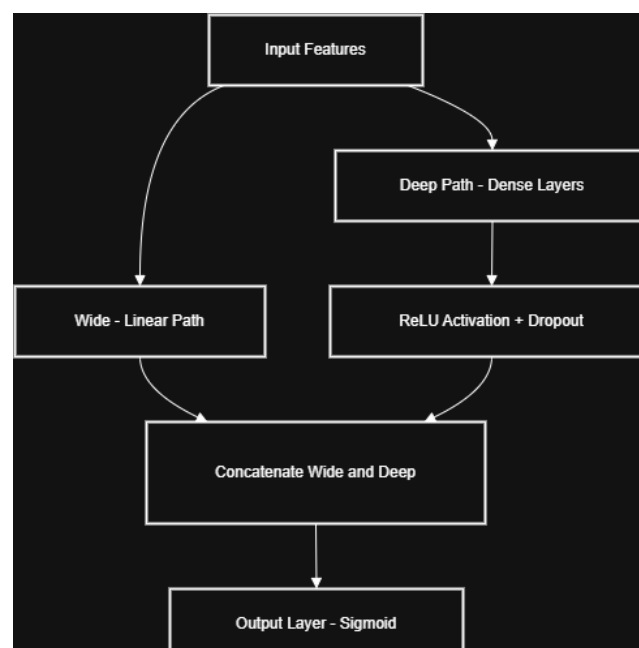 Input Features
Deep Path - Dense Layers
Wide - Linear Path
ReLU Activation + Dropout
Concatenate Wide and Deep
Output Layer - Sigmoid